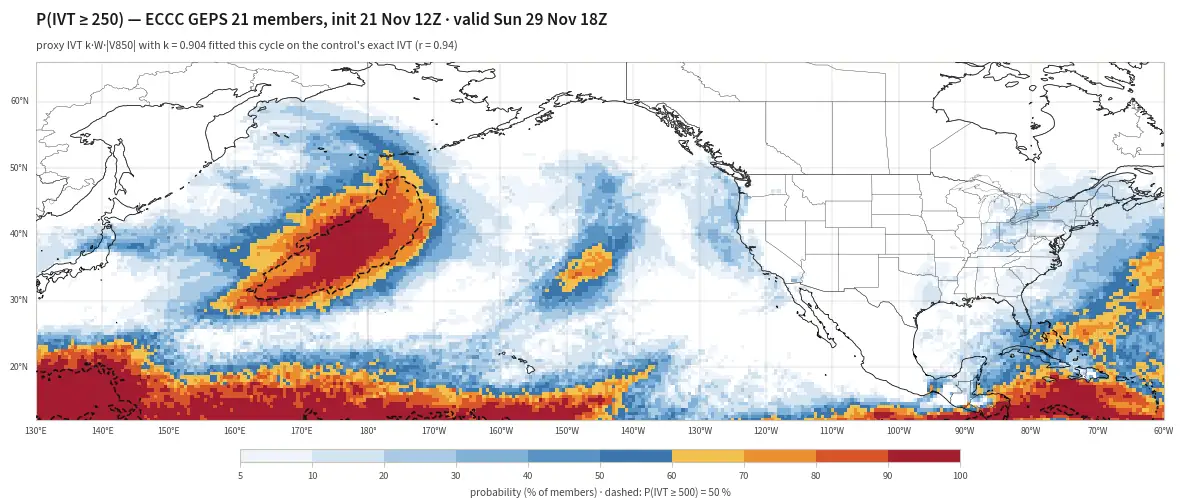 P(IVT ≥ 250) — ECCC GEPS 21 members, init 21 Nov 12Z · valid Sun 29 Nov 18Z
proxy IVT k·W·|V850| with k = 0.904 fitted this cycle on the control's exact IVT (r = 0.94)
60°N
50°N
40°N
30°N
20°N
130°E 140°E 150°E 160°E 170°E 180° 170°W 160°W 150°W 140°W 130°W 120°W 110°W 100°W 90°W 80°W 70°W 60°W
5 10 20 30 40 50 60 70 80 90 100
probability (% of members) · dashed: P(IVT ≥ 500) = 50 %